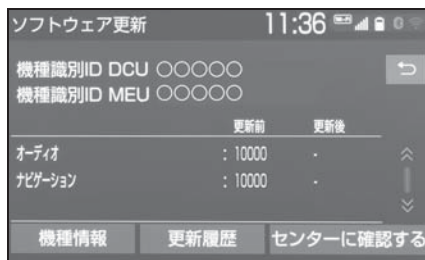 ソフトウェア更新 11:36
機種識別ID DCU ○○○○○
機種識別ID MEU ○○○○○
更新前 更新後
オーディオ : 10000 -
ナビゲーション : 10000 -
機種情報 更新履歴 センターに確認する